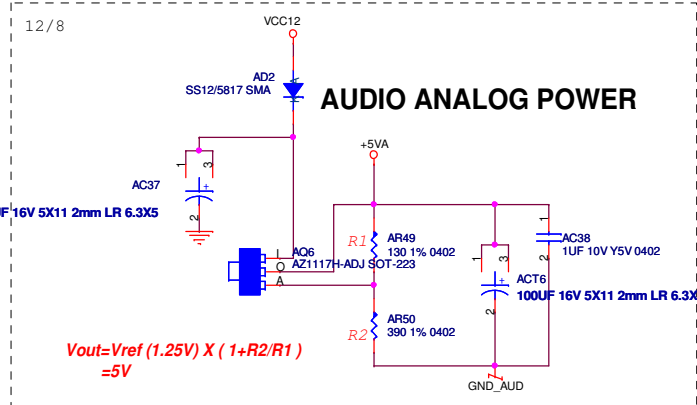 12/8
VCC12
AD2
SS12/5817 SMA
AUDIO ANALOG POWER
+5VA
1
3
AC37
+
2
UF 16V 5X11 2mm LR 6.3X5
R1
AR49
130 1% 0402
I
O
A
AQ6
AZ1117H-ADJ SOT-223
1
3
+
2
ACT6
100UF 16V 5X11 2mm LR 6.3X
1
2
AC38
1UF 10V Y5V 0402
R2
AR50
390 1% 0402
Vout=Vref (1.25V) X ( 1+R2/R1 )
=5V
GND_AUD